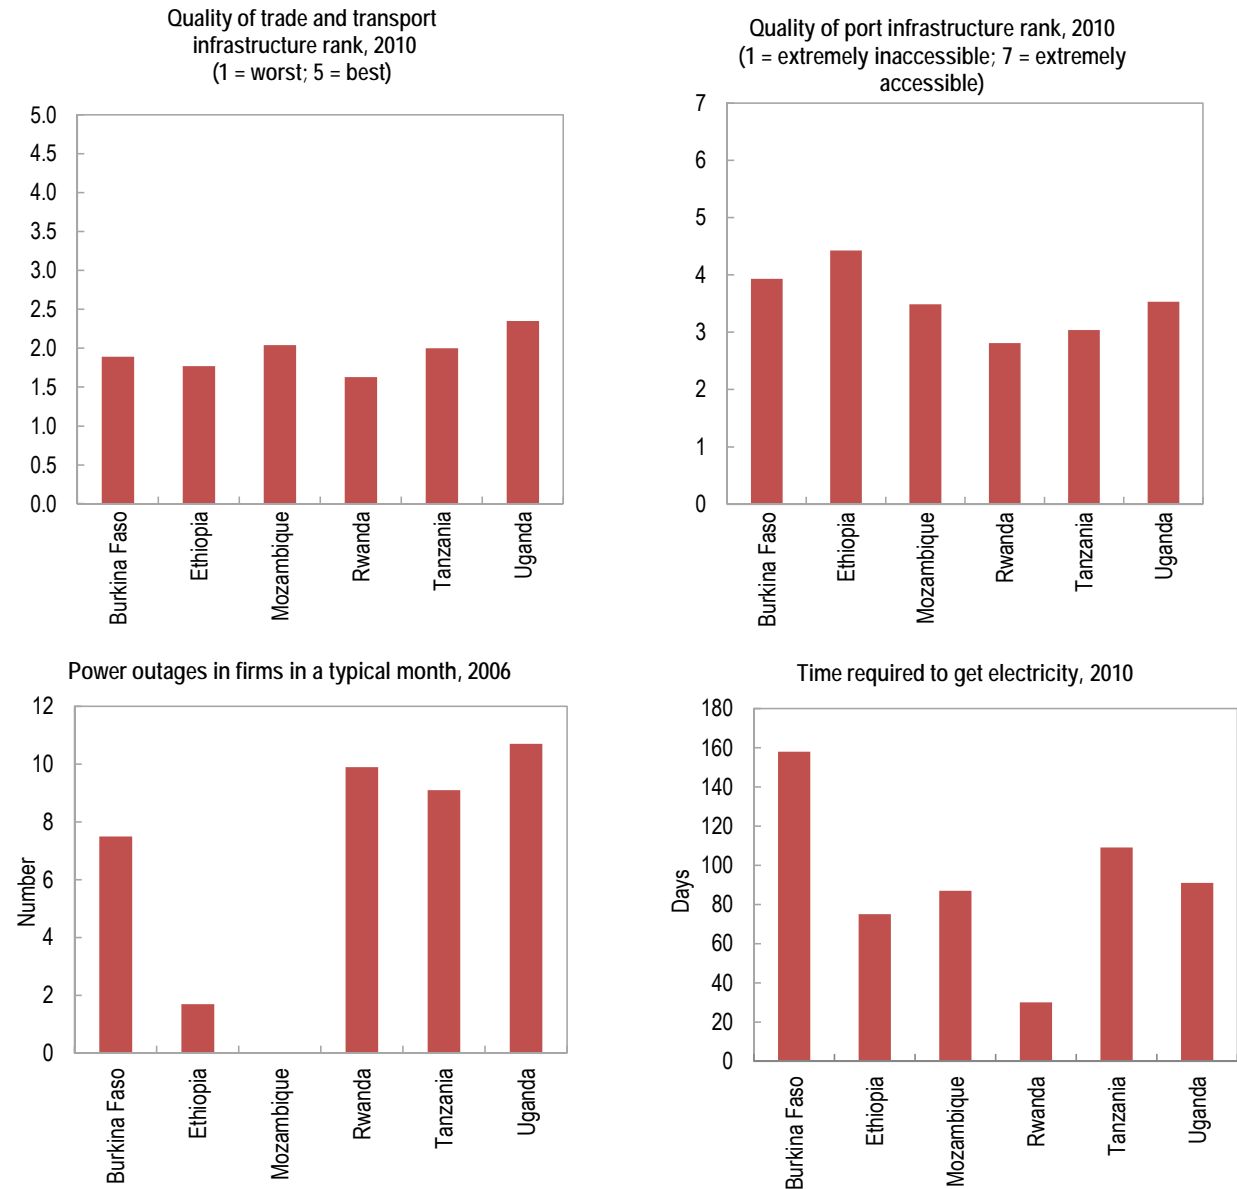 Quality of trade and transport
infrastructure rank, 2010
(1 = worst; 5 = best)
5.0
4.5
4.0
3.5
3.0
2.5
2.0
1.5
1.0
0.5
0.0
Burkina Faso
Ethiopia
Mozambique
Rwanda
Tanzania
Uganda
Quality of port infrastructure rank, 2010
(1 = extremely inaccessible; 7 = extremely
accessible)
7
6
5
4
3
2
1
0
Burkina Faso
Ethiopia
Mozambique
Rwanda
Tanzania
Uganda
Power outages in firms in a typical month, 2006
Number
12
10
8
6
4
2
0
Burkina Faso
Ethiopia
Mozambique
Rwanda
Tanzania
Uganda
Time required to get electricity, 2010
Days
180
160
140
120
100
80
60
40
20
0
Burkina Faso
Ethiopia
Mozambique
Rwanda
Tanzania
Uganda